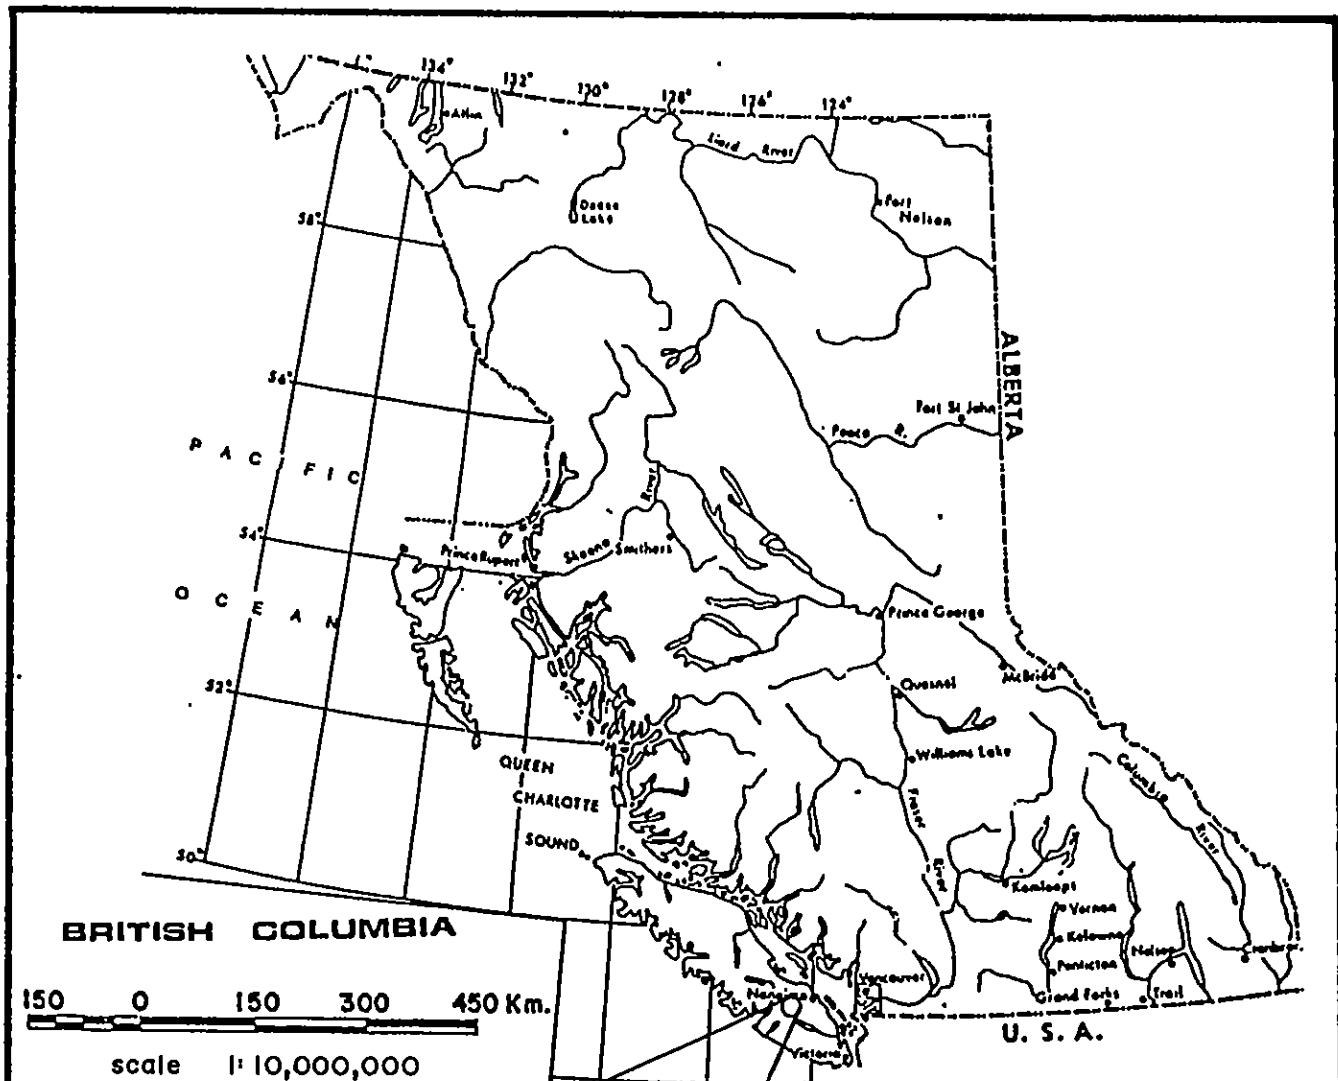 134°
132°
130°
128°
126°
124°
Atlin
Liard River
Dease
Lake
Fort
Nelson
58°
ALBERTA
56°
Fort St John
Peace R.
PACIFIC
River
54°
Prince Rupert
Skeena
Smithers
OCEAN
Prince George
McBride
52°
Quesnel
Williams Lake
QUEEN
CHARLOTTE
SOUND
Columbia
River
Fraser
River
50°
Kamloops
Vernon
Kelowna
Penticton
Nelson
Cranbrook
BRITISH COLUMBIA
Vancouver
Nanaimo
Grand Forks
Trail
150 0 150 300 450 Km.
U. S. A.
Victoria
scale 1:10,000,000